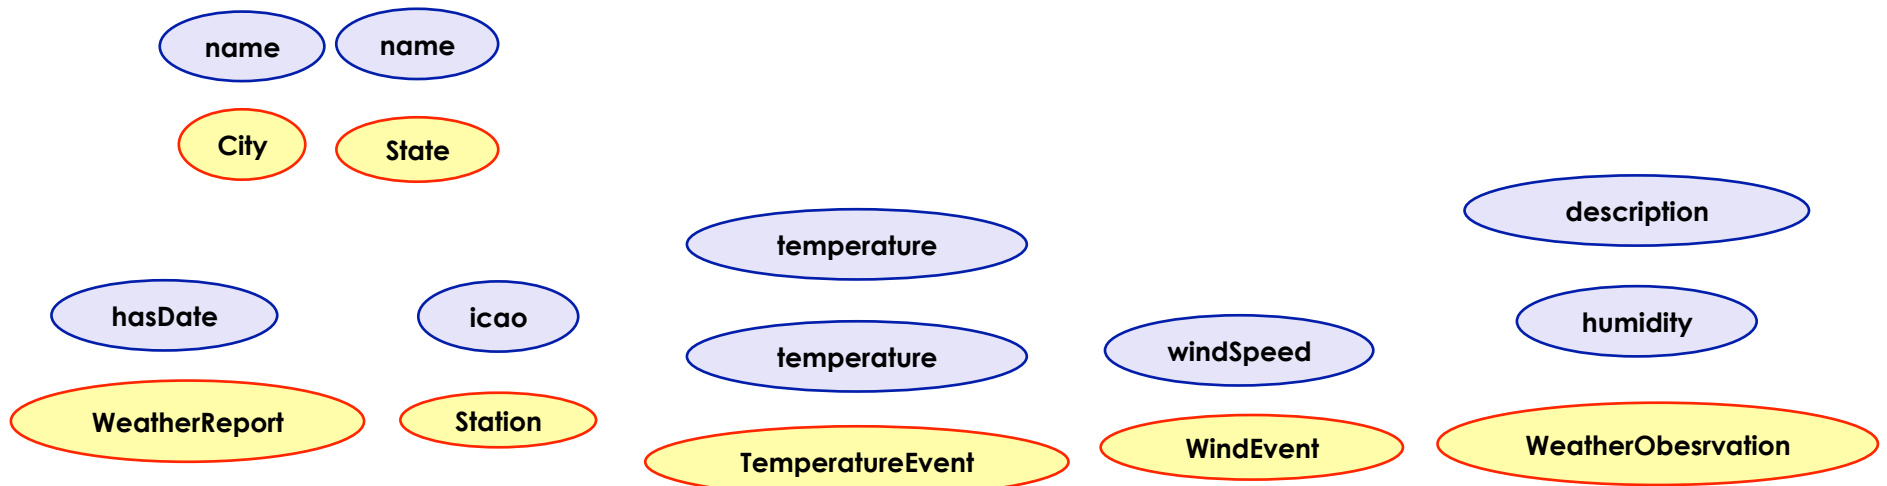 name
name
City
State
description
temperature
hasDate
icao
humidity
temperature
windSpeed
WeatherReport
Station
WindEvent
WeatherObesrvation
TemperatureEvent